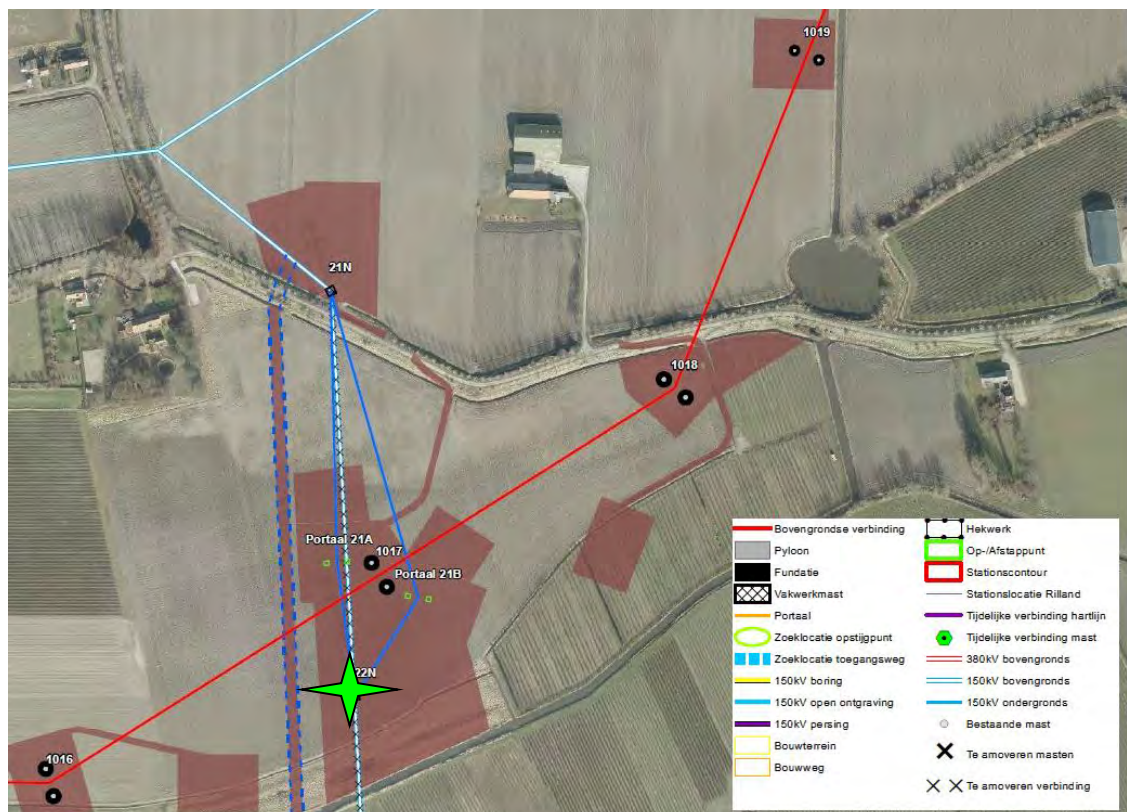 1019
21N
1018
Portaal 21A
1017
Portaal 21B
22N
1016
Bovengrondse verbinding
Pyloon
Fundatie
Vakwerkmast
Portaal
Zoeklocatie opstijgpunt
Zoeklocatie toegangsweg
150kV boring
150kV open ontgraving
150kV persing
Bouwterrein
Bouwweg
Hekwerk
Op-/Afstappunt
Stationscontour
Stationslocatie Rilland
Tijdelijke verbinding hartlijn
Tijdelijke verbinding mast
380kV bovengronds
150kV bovengronds
150kV ondergronds
Bestaande mast
Te amoveren masten
Te amoveren verbinding